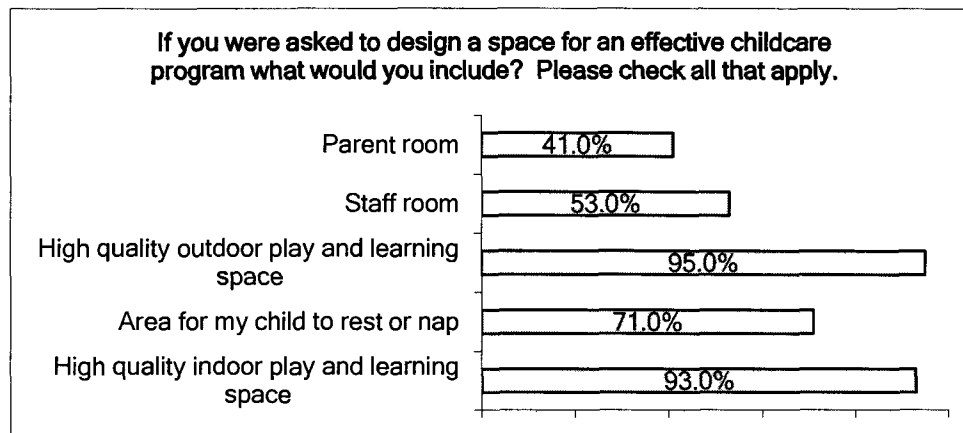 If you were asked to design a space for an effective childcare
program what would you include? Please check all that apply.
Parent room
41.0%
Staff room
53.0%
High quality outdoor play and learning
space
95.0%
Area for my child to rest or nap
71.0%
High quality indoor play and learning
space
93.0%